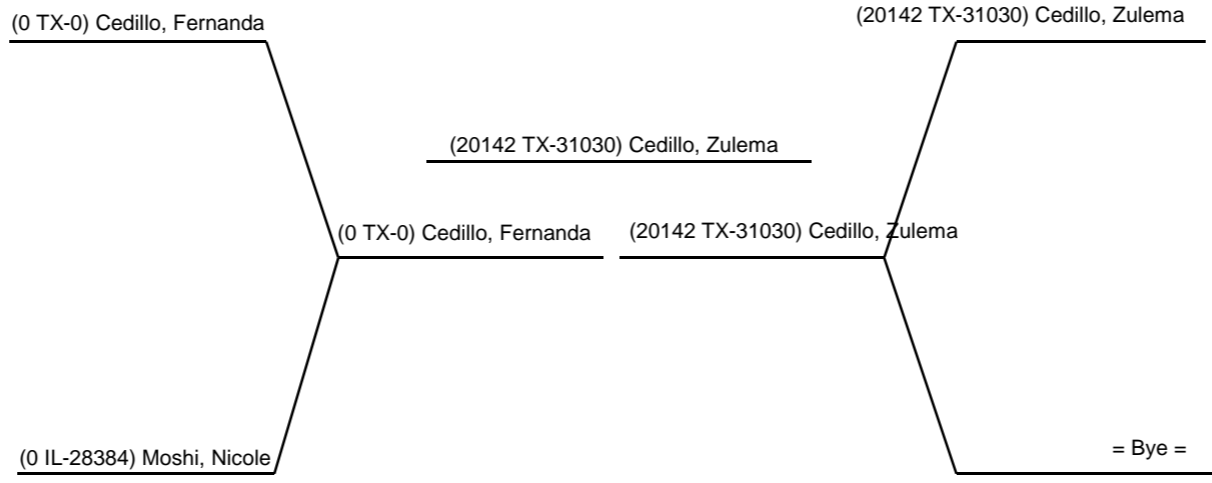 (0 TX-0) Cedillo, Fernanda
(20142 TX-31030) Cedillo, Zulema
(20142 TX-31030) Cedillo, Zulema
(0 TX-0) Cedillo, Fernanda
(20142 TX-31030) Cedillo, Zulema
(0 IL-28384) Moshi, Nicole
= Bye =